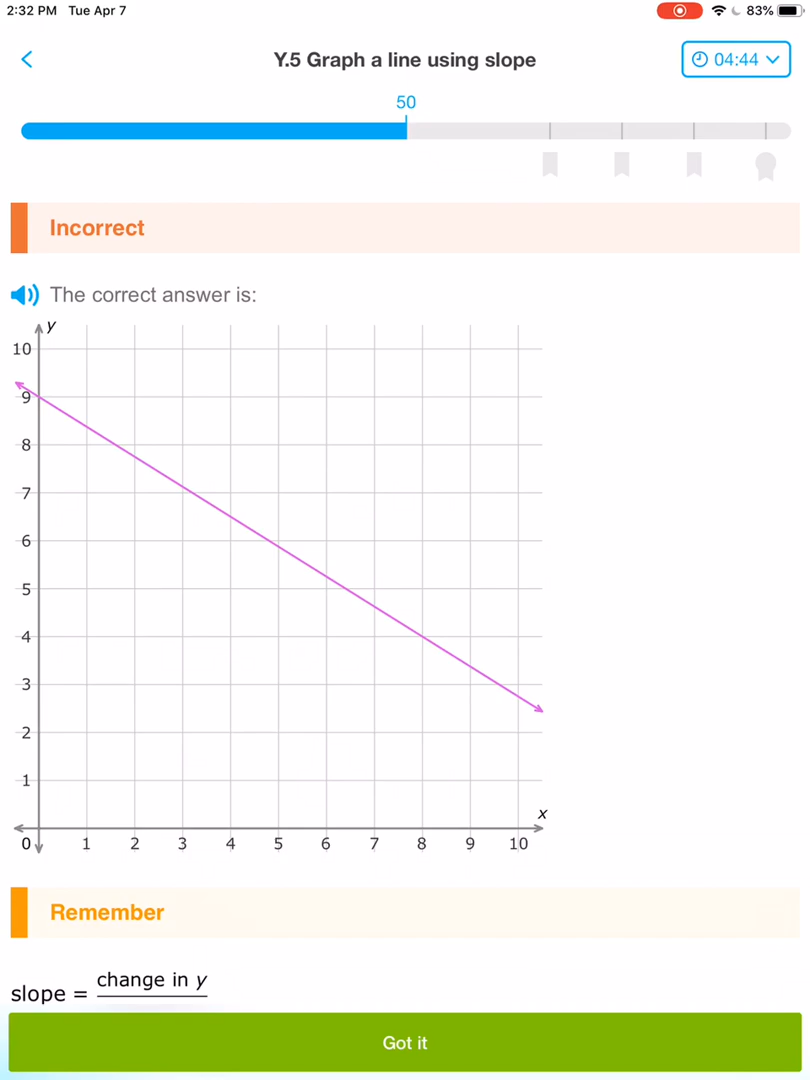 2:32 PM Tue Apr 7 83%
Y.5 Graph a line using slope
04:44
50
Incorrect
The correct answer is:
y
10
9
8
7
6
5
4
3
2
1
x
0 1 2 3 4 5 6 7 8 9 10
Remember
change in y
slope =
Got it